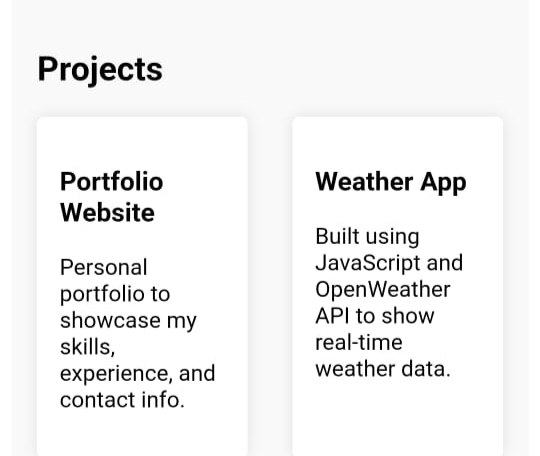 Projects
Portfolio
Website
Personal
portfolio to
showcase my
skills,
experience, and
contact info.
Weather App
Built using
JavaScript and
OpenWeather
API to show
real-time
weather data.